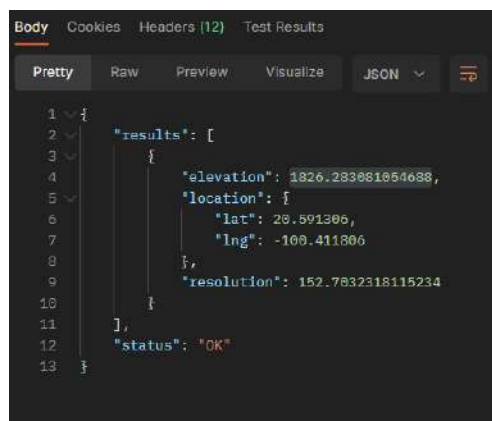 Body Cookies Headers (12) Test Results
Pretty Raw Preview Visualize JSON
1 {
2 "results": [
3 {
4 "elevation": 1826.283081054688,
5 "location": {
6 "lat": 20.591306,
7 "lng": -100.411806
8 },
9 "resolution": 152.7032318115234
10 }
11 ],
12 "status": "OK"
13 }